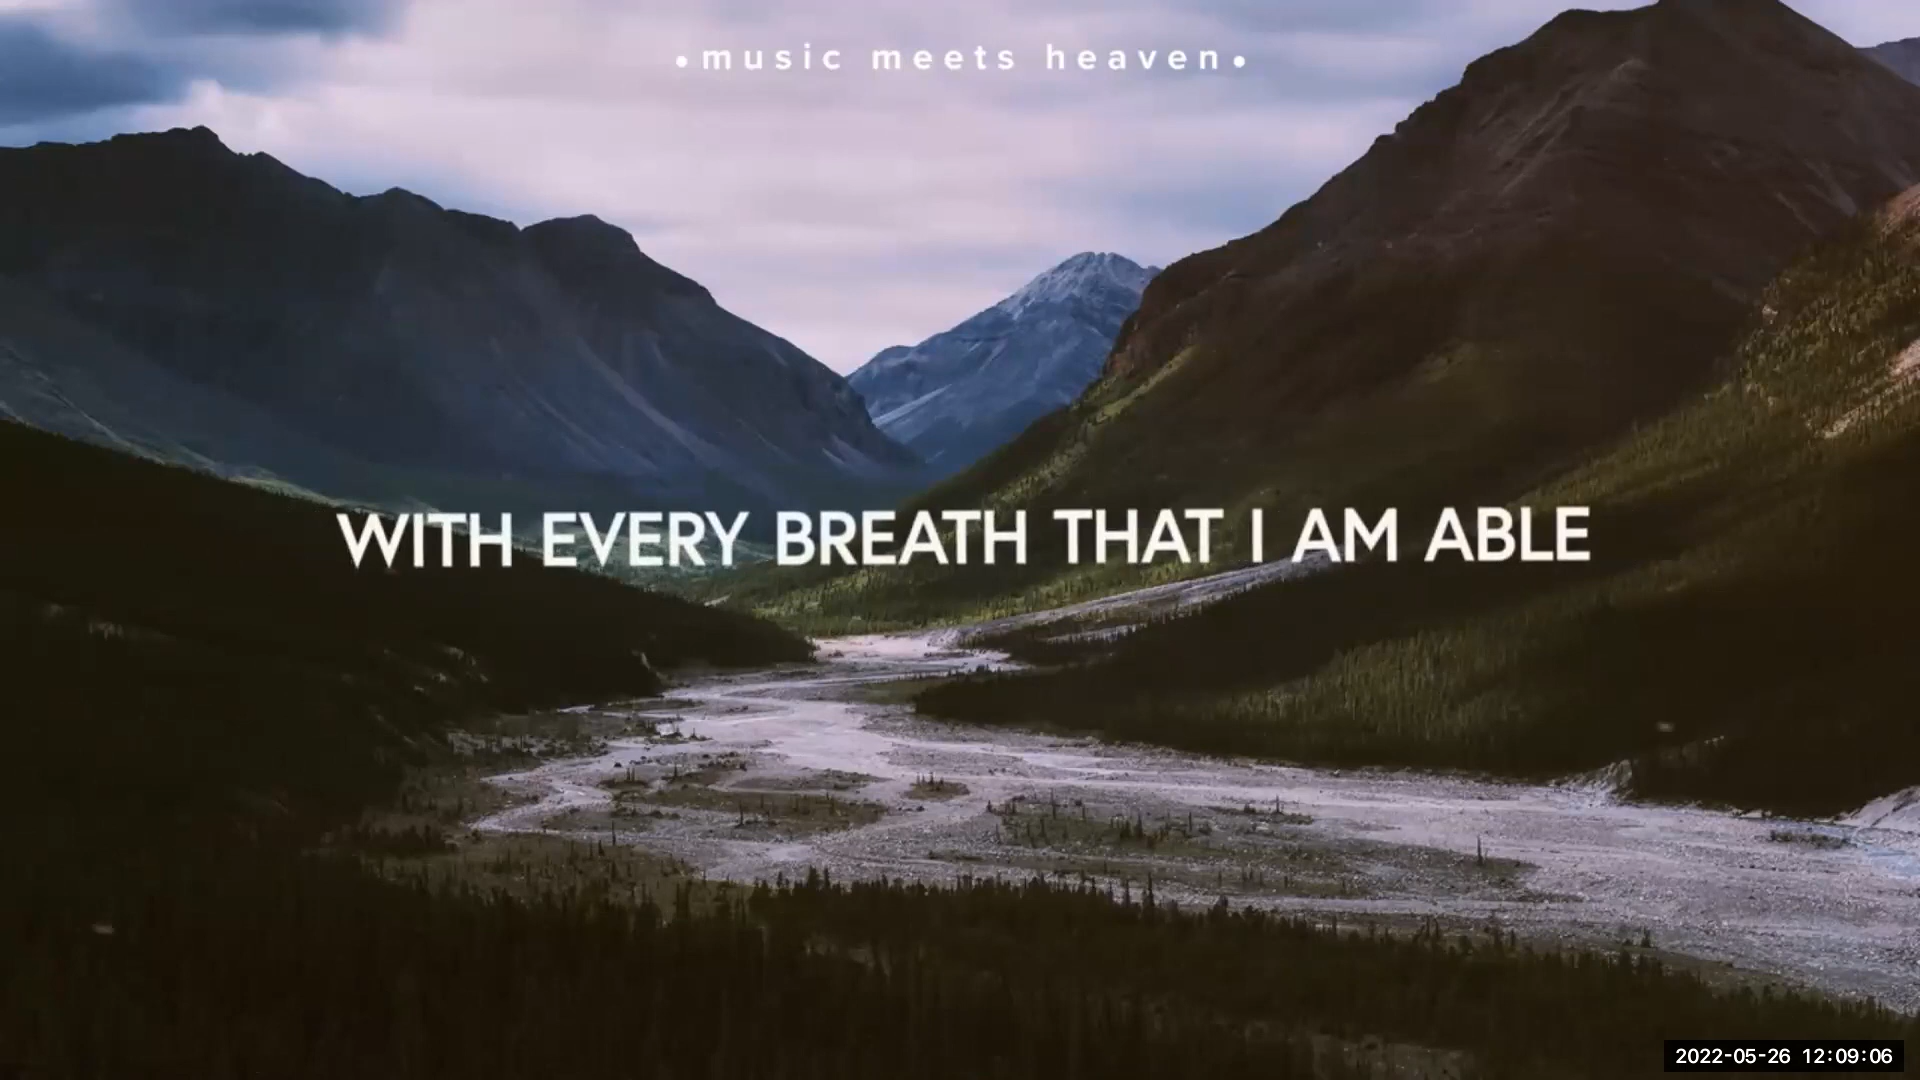 •music meets heaven•
WITH EVERY BREATH THAT I AM ABLE
2022-05-26 12:09:06